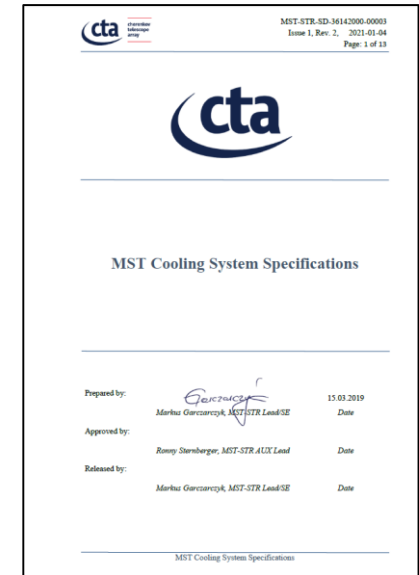 cta cherenkov telescope array
MST-STR-SD-36142000-00003
Issue 1, Rev. 2, 2021-01-04
Page: 1 of 13
cta
MST Cooling System Specifications
Prepared by:
Garczarczyk
15.03.2019
Markus Garczarczyk, MST-STR Lead/SE Date
Approved by:
Ronny Sternberger, MST-STR AUX Lead Date
Released by:
Markus Garczarczyk, MST-STR Lead/SE Date
MST Cooling System Specifications